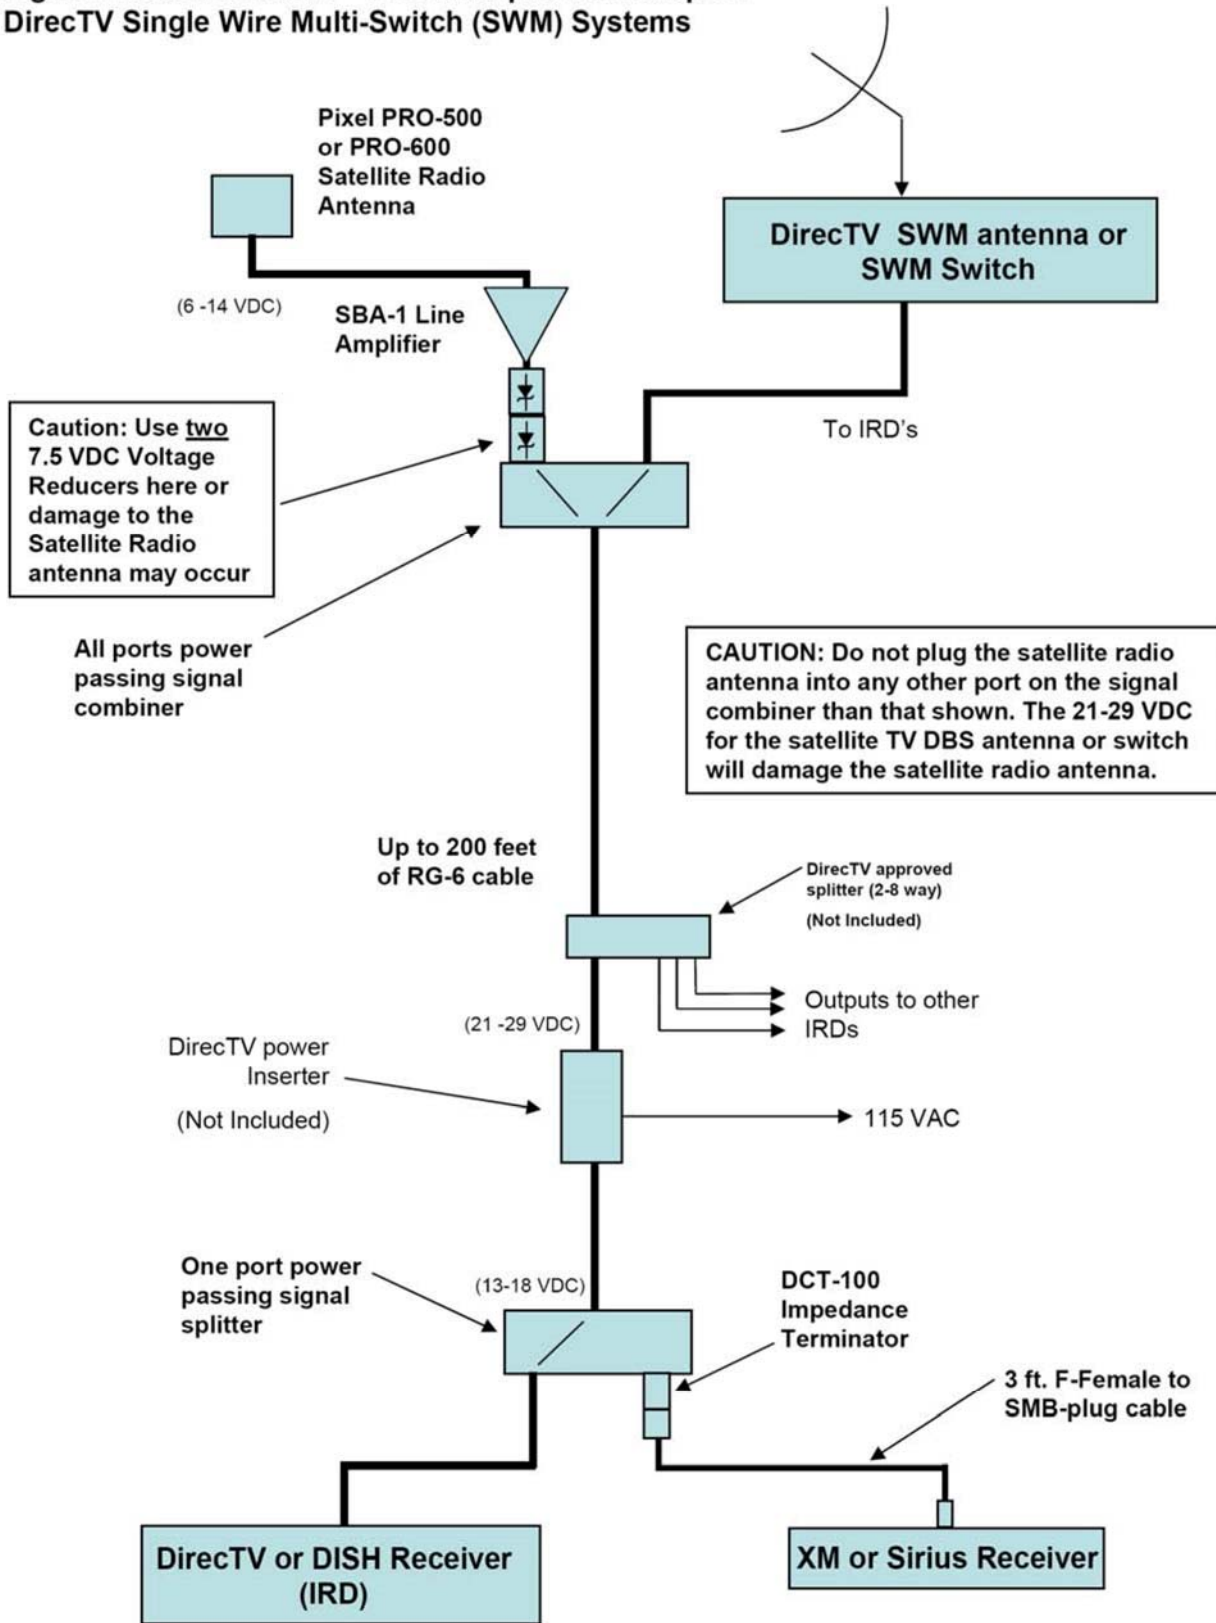 DirecTV Single Wire Multi-Switch (SWM) Systems
Pixel PRO-500
or PRO-600
Satellite Radio
Antenna
DirecTV  SWM antenna or
SWM Switch
(6 -14 VDC)
SBA-1 Line
Amplifier
To IRD's
Caution: Use two
7.5 VDC Voltage
Reducers here or
damage to the
Satellite Radio
antenna may occur
All ports power
passing signal
combiner
CAUTION: Do not plug the satellite radio
antenna into any other port on the signal
combiner than that shown. The 21-29 VDC
for the satellite TV DBS antenna or switch
will damage the satellite radio antenna.
Up to 200 feet
of RG-6 cable
DirecTV approved
splitter (2-8 way)
(Not Included)
Outputs to other
IRDs
(21 -29 VDC)
DirecTV power
Inserter
(Not Included)
115 VAC
One port power
passing signal
splitter
(13-18 VDC)
DCT-100
Impedance
Terminator
3 ft. F-Female to
SMB-plug cable
DirecTV or DISH Receiver
(IRD)
XM or Sirius Receiver